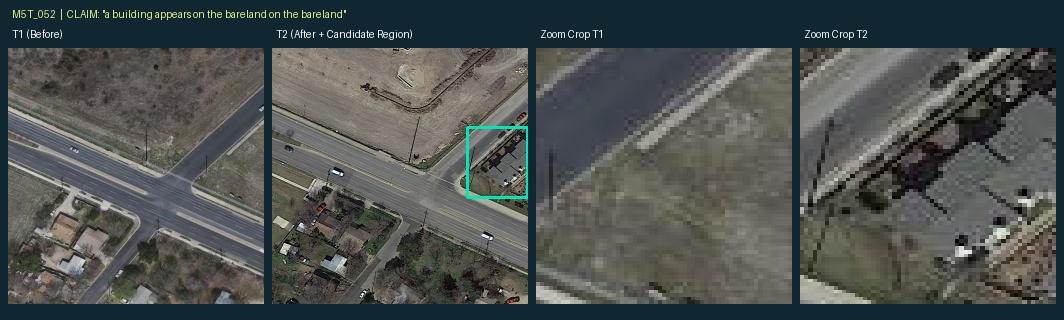 M5T_052 | CLAIM: "a building appears on the bareland on the bareland"
T1 (Before)
T2 (After + Candidate Region)
Zoom Crop T1
Zoom Crop T2